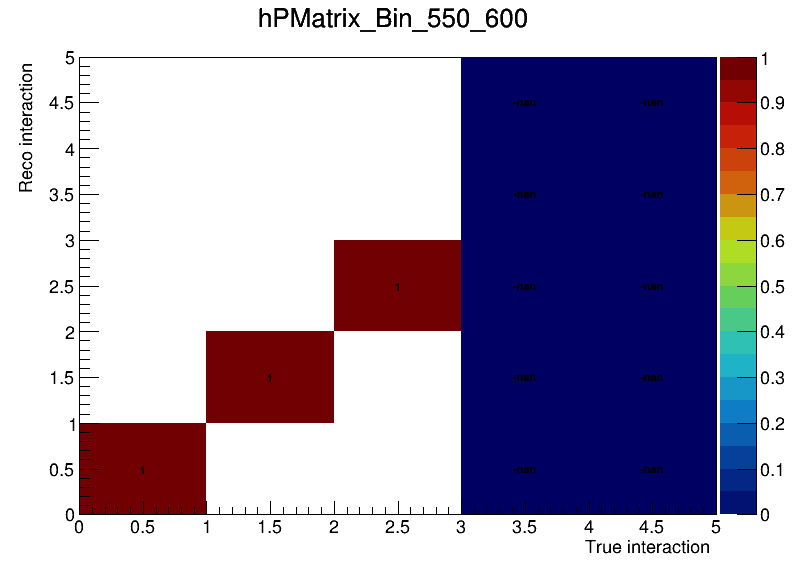 hPMatrix_Bin_550_600
Reco interaction
5
4.5
4
3.5
3
2.5
2
1.5
1
0.5
0
-nan -nan
-nan -nan
1 -nan -nan
1 -nan -nan
1 -nan -nan
0 0.5 1 1.5 2 2.5 3 3.5 4 4.5 5
True interaction
1
0.9
0.8
0.7
0.6
0.5
0.4
0.3
0.2
0.1
0